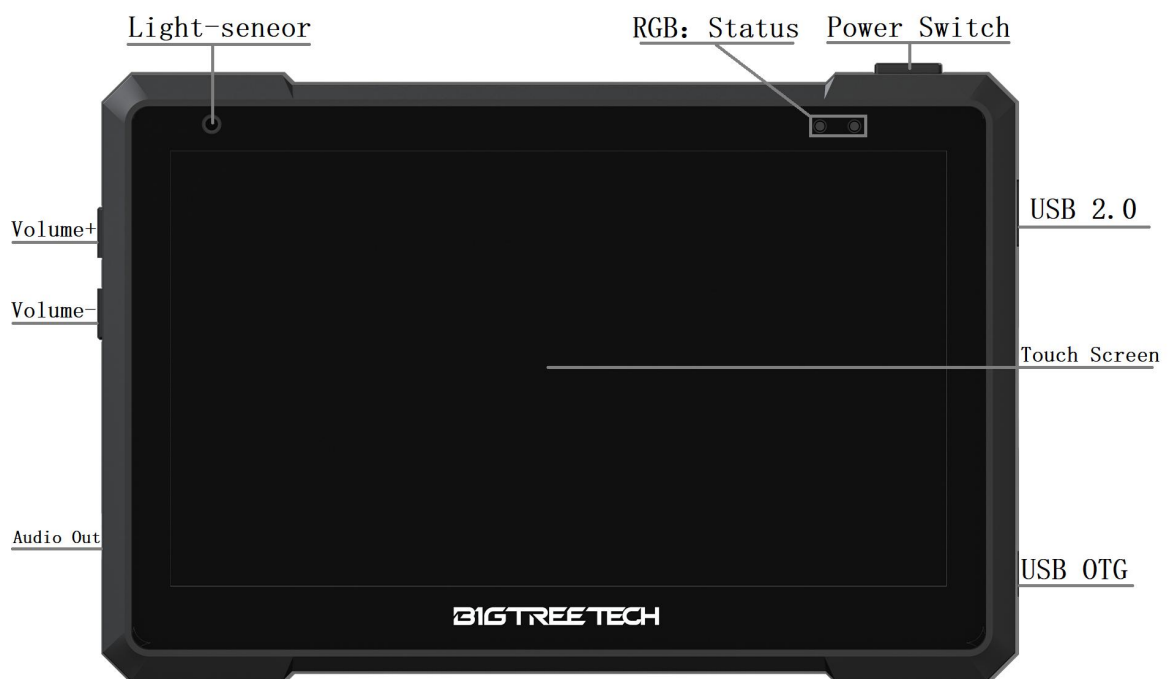 Light-seneor
RGB: Status
Power Switch
Volume+
USB 2.0
Volume-
Touch Screen
Audio Out
USB OTG
BIGTREETECH